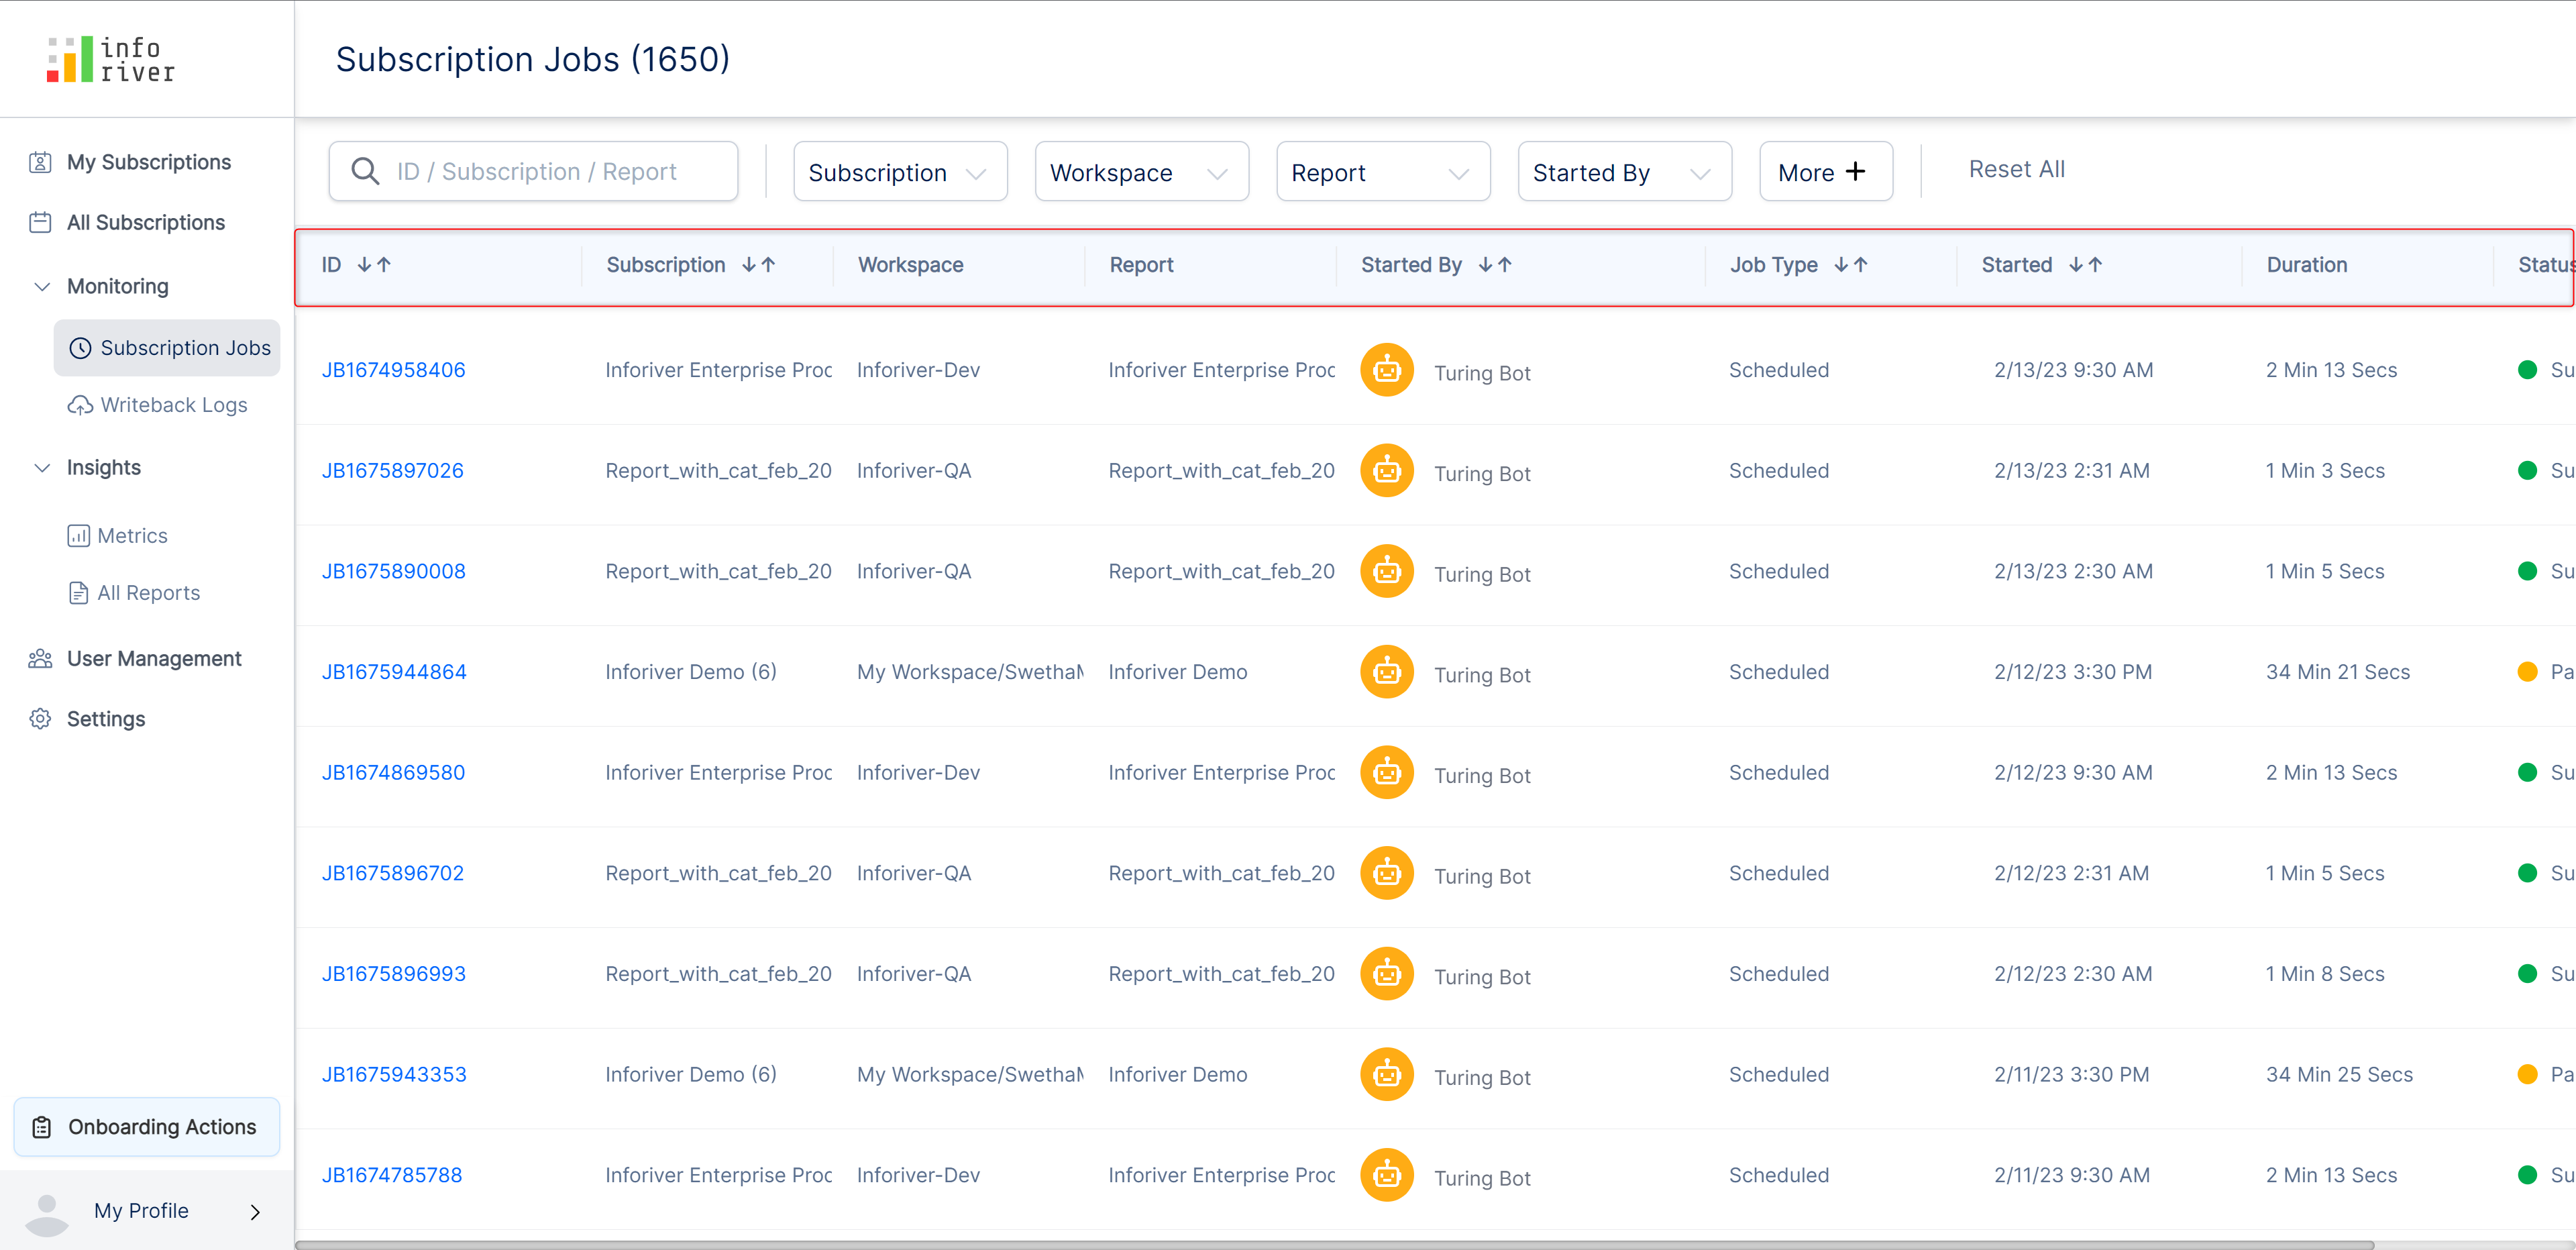 info
river
Subscription Jobs (1650)
My Subscriptions
All Subscriptions
Monitoring
Subscription Jobs
Writeback Logs
Insights
Metrics
All Reports
User Management
Settings
Onboarding Actions
My Profile
ID / Subscription / Report
Subscription
Workspace
Report
Started By
More +
Reset All
ID Subscription Workspace Report Started By Job Type Started Duration Status
JB1674958406 Inforiver Enterprise Proc Inforiver-Dev Inforiver Enterprise Proc Turing Bot Scheduled 2/13/23 9:30 AM 2 Min 13 Secs Su
JB1675897026 Report_with_cat_feb_20 Inforiver-QA Report_with_cat_feb_20 Turing Bot Scheduled 2/13/23 2:31 AM 1 Min 3 Secs Su
JB1675890008 Report_with_cat_feb_20 Inforiver-QA Report_with_cat_feb_20 Turing Bot Scheduled 2/13/23 2:30 AM 1 Min 5 Secs Su
JB1675944864 Inforiver Demo (6) My Workspace/SwethaM Inforiver Demo Turing Bot Scheduled 2/12/23 3:30 PM 34 Min 21 Secs Pa
JB1674869580 Inforiver Enterprise Proc Inforiver-Dev Inforiver Enterprise Proc Turing Bot Scheduled 2/12/23 9:30 AM 2 Min 13 Secs Su
JB1675896702 Report_with_cat_feb_20 Inforiver-QA Report_with_cat_feb_20 Turing Bot Scheduled 2/12/23 2:31 AM 1 Min 5 Secs Su
JB1675896993 Report_with_cat_feb_20 Inforiver-QA Report_with_cat_feb_20 Turing Bot Scheduled 2/12/23 2:30 AM 1 Min 8 Secs Su
JB1675943353 Inforiver Demo (6) My Workspace/SwethaM Inforiver Demo Turing Bot Scheduled 2/11/23 3:30 PM 34 Min 25 Secs Pa
JB1674785788 Inforiver Enterprise Proc Inforiver-Dev Inforiver Enterprise Proc Turing Bot Scheduled 2/11/23 9:30 AM 2 Min 13 Secs Su